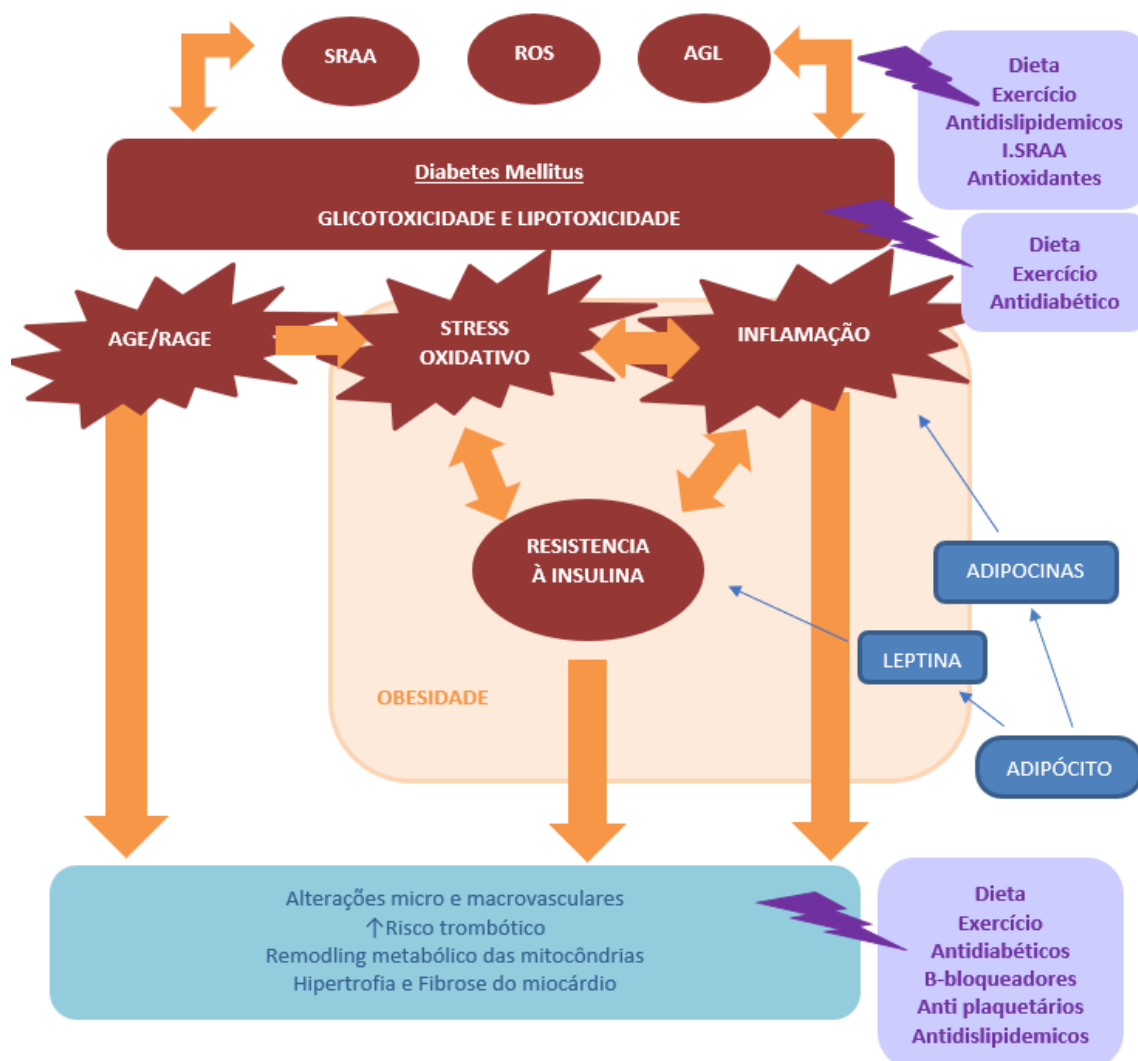 SRAA
ROS
AGL
Dieta
Exercício
Antidislipidemicos
I.SRAA
Antioxidantes
Diabetes Mellitus
GLICOTOXICIDADE E LIPOTOXICIDADE
Dieta
Exercício
Antidiabético
AGE/RAGE
STRESS
OXIDATIVO
INFLAMAÇÃO
RESISTENCIA
À INSULINA
ADIPOCINAS
LEPTINA
OBESIDADE
ADIPÓCITO
Alterações micro e macrovasculares
↑Risco trombótico
Remodling metabólico das mitocôndrias
Hipertrofia e Fibrose do miocárdio
Dieta
Exercício
Antidiabéticos
B-bloqueadores
Anti plaquetários
Antidislipidemicos